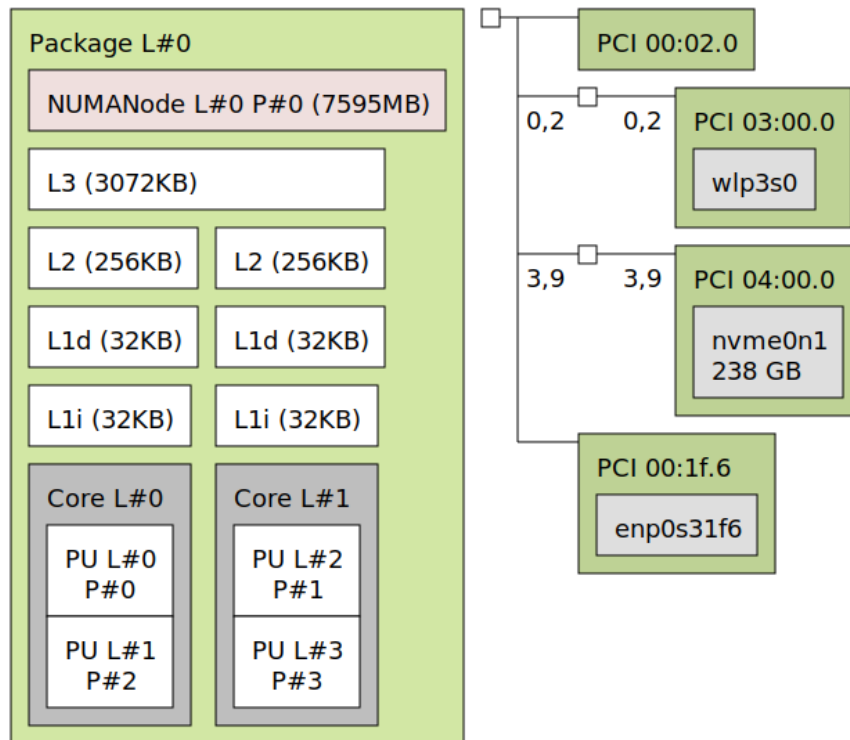 Package L#0
NUMANode L#0 P#0 (7595MB)
L3 (3072KB)
L2 (256KB)
L2 (256KB)
L1d (32KB)
L1d (32KB)
L1i (32KB)
L1i (32KB)
Core L#0
PU L#0
P#0
PU L#1
P#2
Core L#1
PU L#2
P#1
PU L#3
P#3
PCI 00:02.0
0,2
0,2
PCI 03:00.0
wlp3s0
3,9
3,9
PCI 04:00.0
nvme0n1
238 GB
PCI 00:1f.6
enp0s31f6